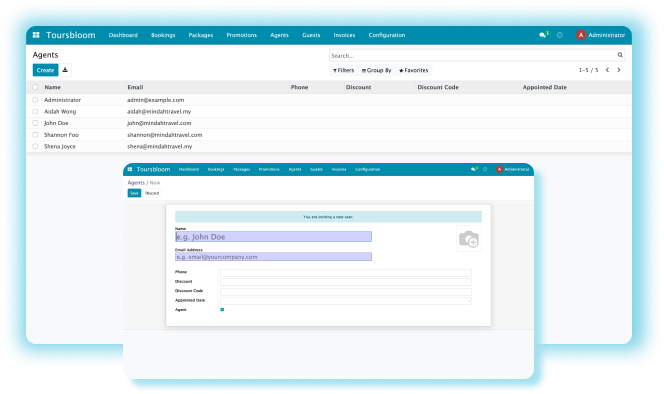 Toursbloom Dashboard Bookings Packages Promotions Agents Guests Invoices Configuration 1 A Administrator
Agents
Search...
Create
Filters Group By Favorites
1-5 / 5
Name Email Phone Discount Discount Code Appointed Date
Administrator admin@example.com
Aidah Wong aidah@mindahtravel.my
John Doe john@mindahtravel.com
Shannon Foo shannon@mindahtravel.com
Shena Joyce shena@mindahtravel.my
Toursbloom Dashboard Bookings Packages Promotions Agents Guests Invoices Configuration A Administrator
Agents / New
Save Discard
You are inviting a new user.
Name
e.g. John Doe
Email Address
e.g. email@yourcompany.com
Phone
Discount
Discount Code
Appointed Date
Agent